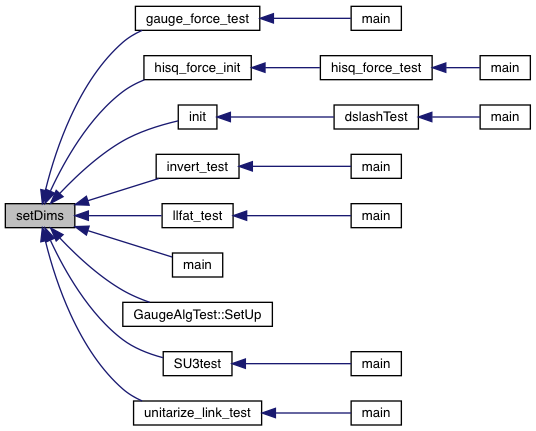 gauge_force_test main
hisq_force_init hisq_force_test main
init dslashTest main
invert_test main
setDims llfat_test main
main
GaugeAlgTest::SetUp
SU3test main
unitarize_link_test main